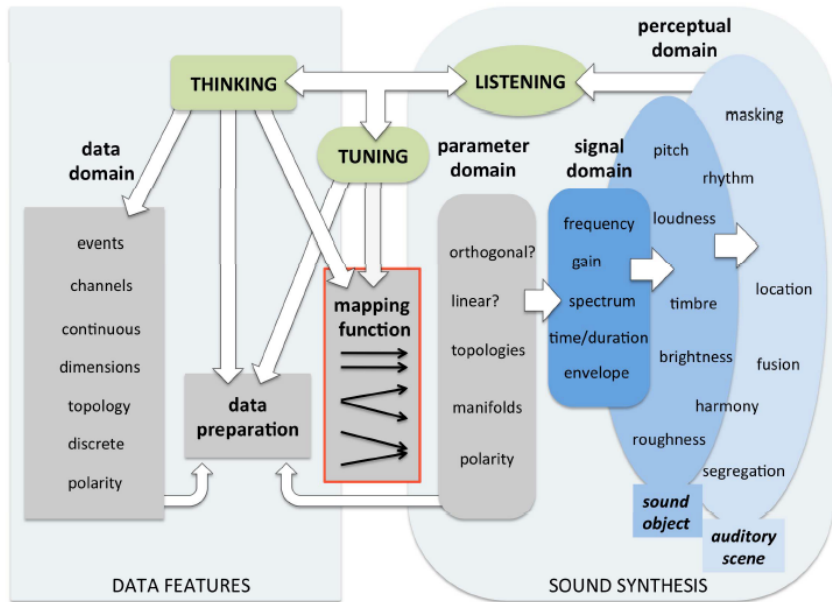 perceptual
domain
THINKING
LISTENING
masking
TUNING
data
domain
parameter
domain
signal
domain
pitch
rhythm
events
channels
continuous
dimensions
topology
discrete
polarity
data
preparation
mapping
function
orthogonal?
linear?
topologies
manifolds
polarity
frequency
gain
spectrum
time/duration
envelope
loudness
timbre
brightness
harmony
roughness
location
fusion
segregation
sound
object
auditory
scene
DATA FEATURES
SOUND SYNTHESIS